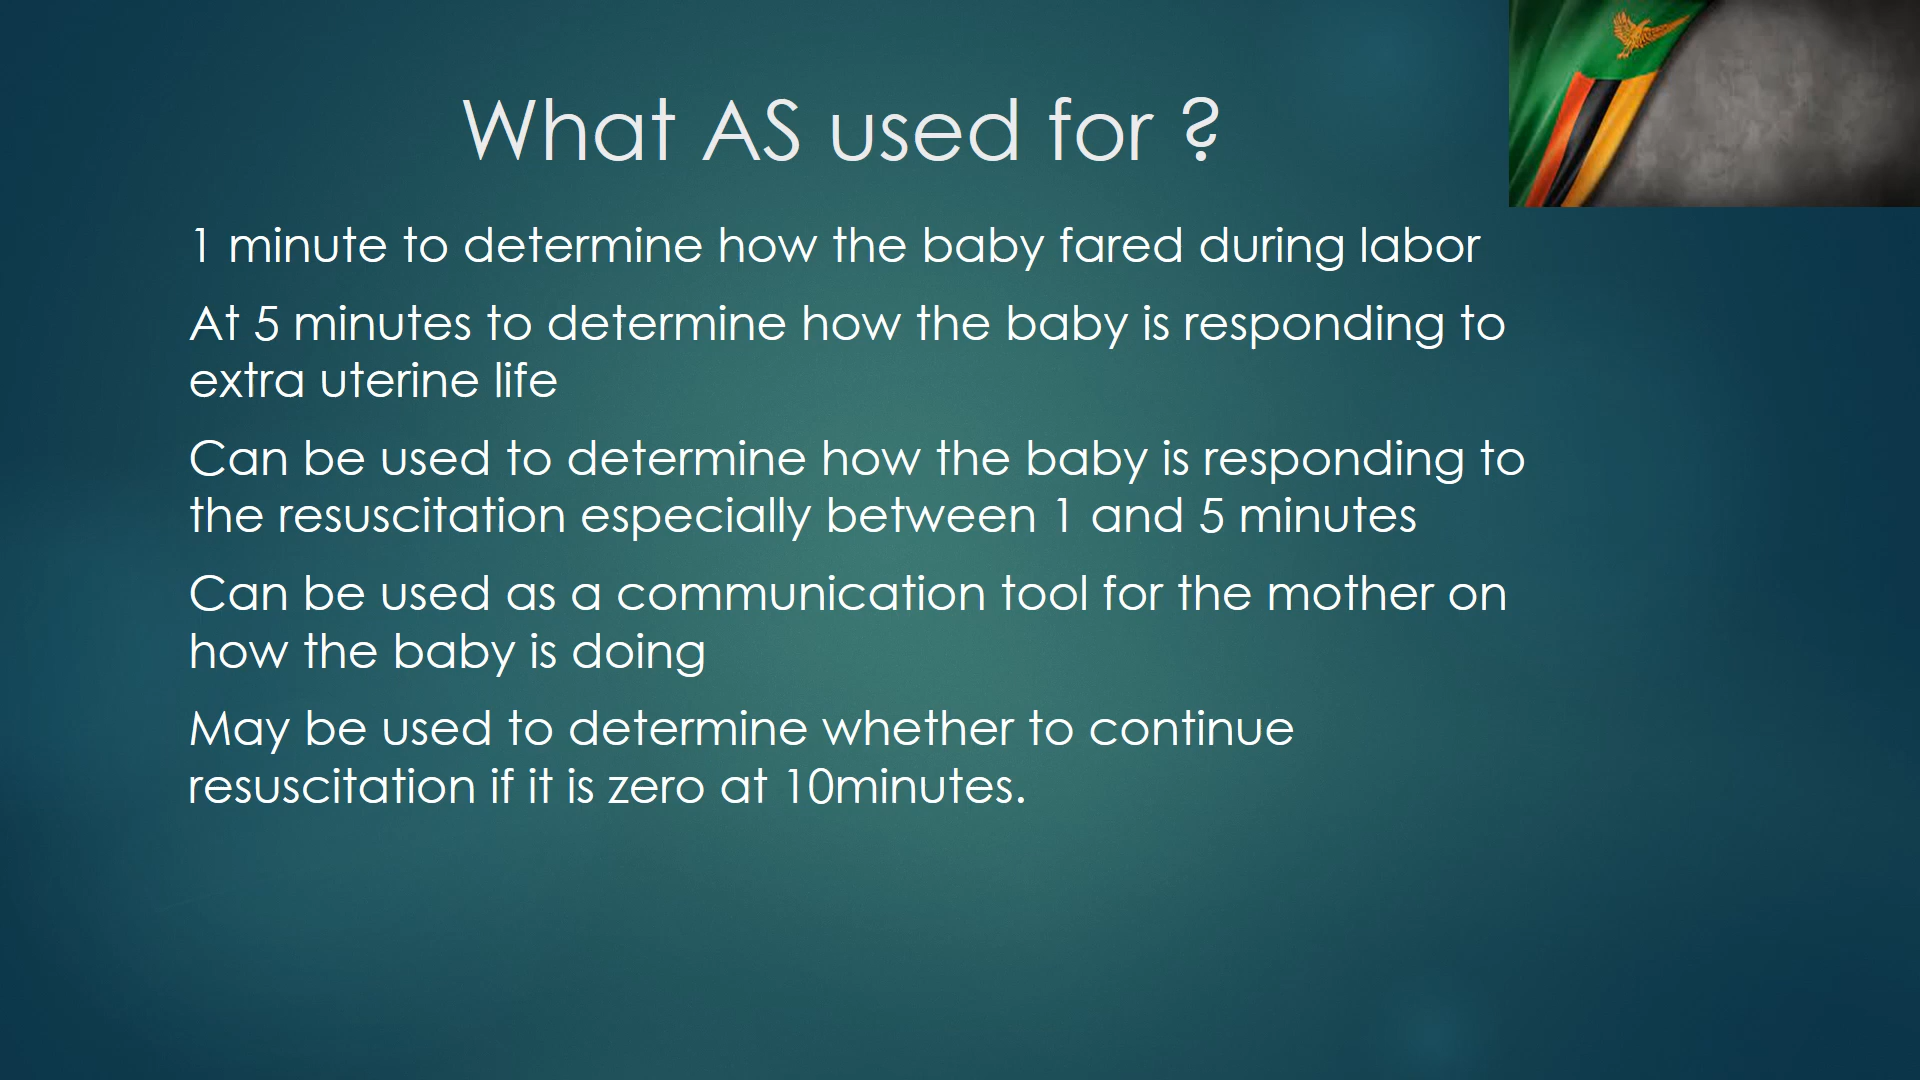 What AS used for ?
1 minute to determine how the baby fared during labor
At 5 minutes to determine how the baby is responding to
extra uterine life
Can be used to determine how the baby is responding to
the resuscitation especially between 1 and 5 minutes
Can be used as a communication tool for the mother on
how the baby is doing
May be used to determine whether to continue
resuscitation if it is zero at 10minutes.